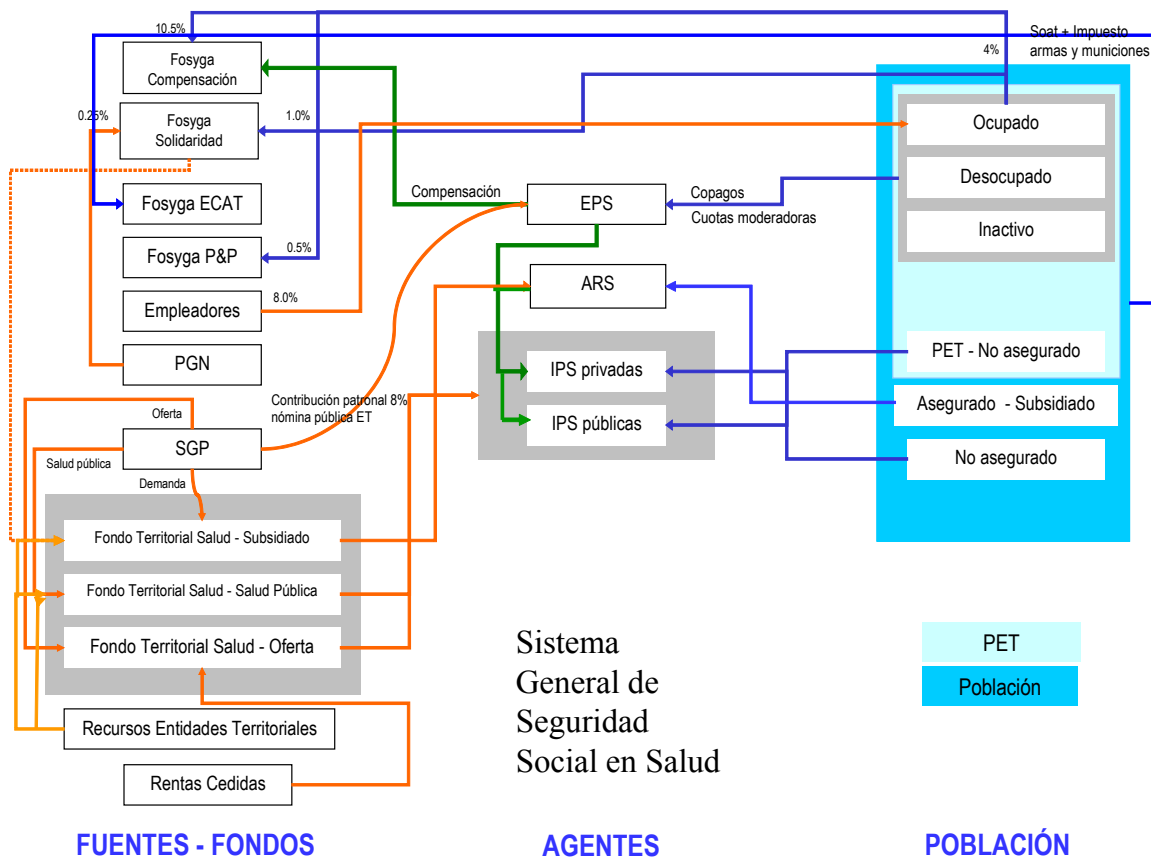 10.5%
Soat + Impuesto
armas y municiones
4%
Fosyga
Compensación
0.25%
Fosyga
Solidaridad
1.0%
Ocupado
Desocupado
Inactivo
Compensación
EPS
Copagos
Cuotas moderadoras
Fosyga ECAT
Fosyga P&P
0.5%
ARS
Empleadores
8.0%
PGN
IPS privadas
IPS públicas
PET - No asegurado
Asegurado - Subsidiado
No asegurado
Contribución patronal 8%
nómina pública ET
Oferta
SGP
Salud pública
Demanda
Fondo Territorial Salud - Subsidiado
Fondo Territorial Salud - Salud Pública
Fondo Territorial Salud - Oferta
Recursos Entidades Territoriales
Rentas Cedidas
Sistema
General de
Seguridad
Social en Salud
PET
Población
FUENTES - FONDOS
AGENTES
POBLACIÓN